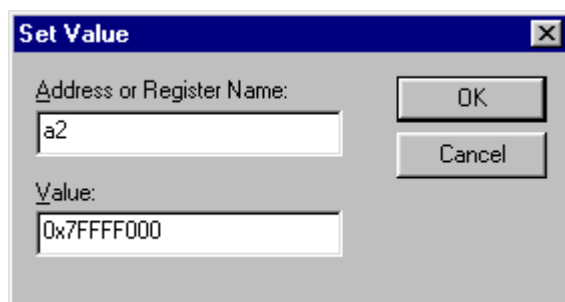 Set Value
Address or Register Name:
a2
OK
Cancel
Value:
0x7FFFF000